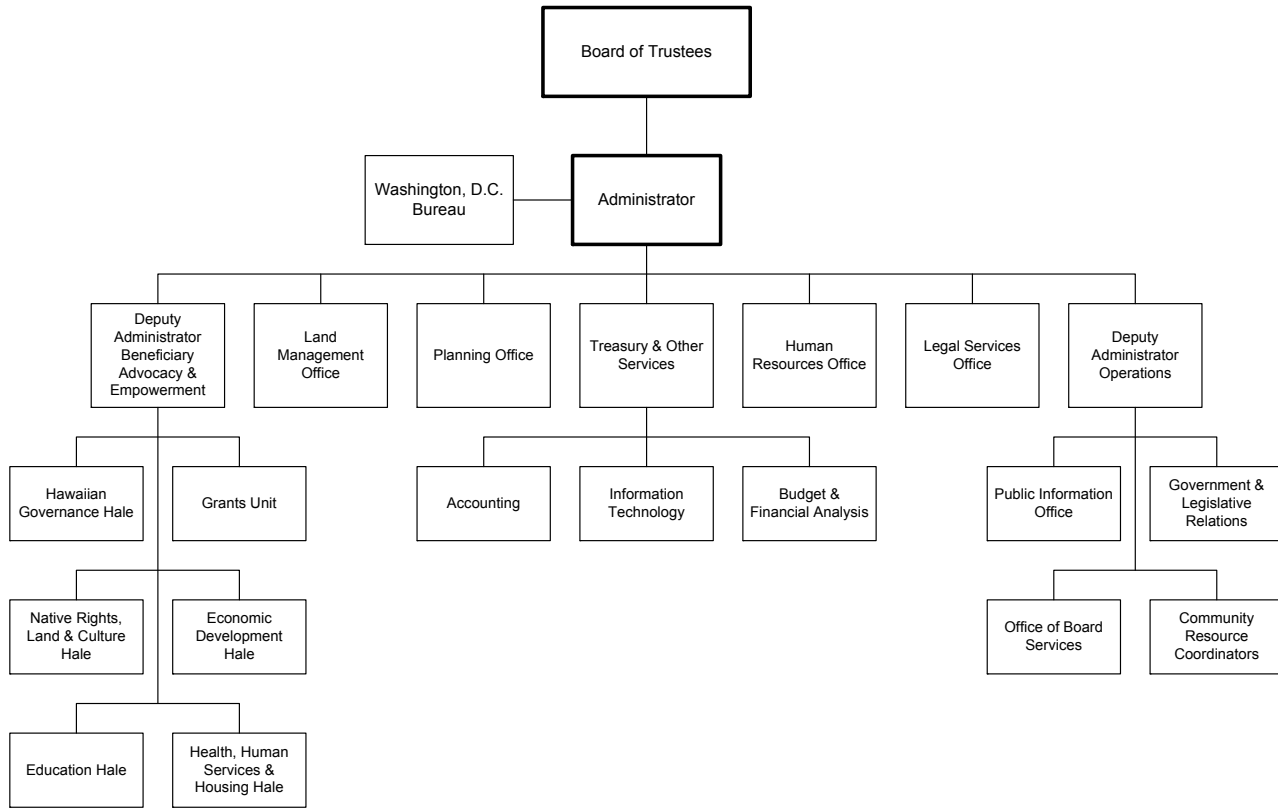 Board of Trustees
Washington, D.C.
Bureau
Administrator
Deputy
Administrator
Beneficiary
Advocacy &
Empowerment
Land
Management
Office
Planning Office
Treasury & Other
Services
Human
Resources Office
Legal Services
Office
Deputy
Administrator
Operations
Hawaiian
Governance Hale
Grants Unit
Accounting
Information
Technology
Budget &
Financial Analysis
Public Information
Office
Government &
Legislative
Relations
Native Rights,
Land & Culture
Hale
Economic
Development
Hale
Office of Board
Services
Community
Resource
Coordinators
Education Hale
Health, Human
Services &
Housing Hale